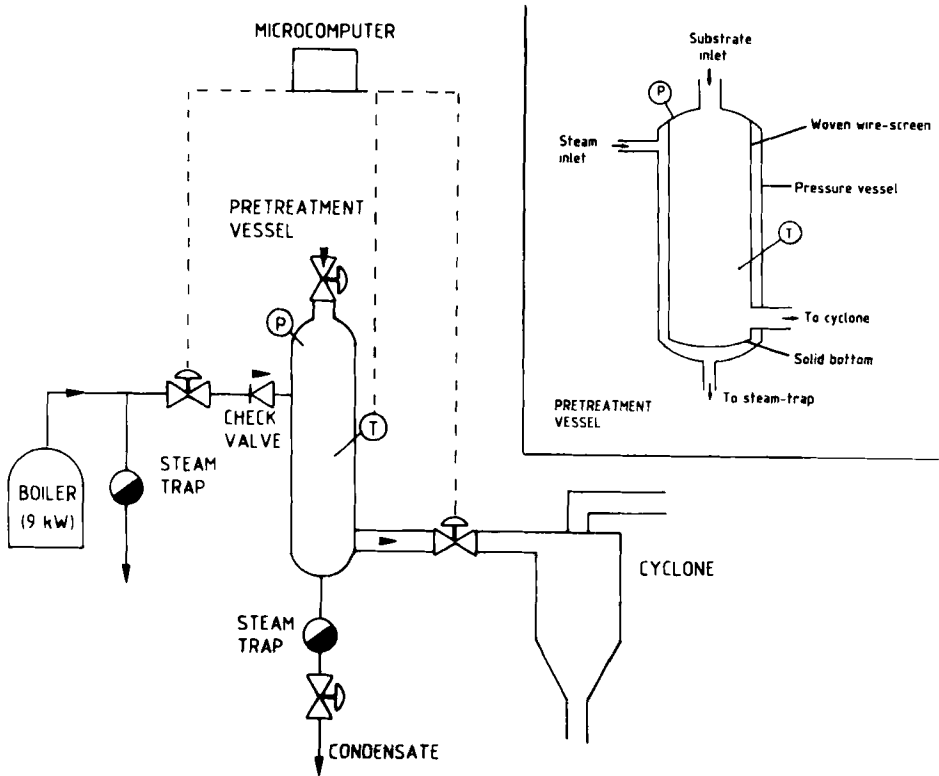 MICROCOMPUTER
PRETREATMENT
VESSEL
P
CHECK
VALVE
T
STEAM
TRAP
BOILER
(9 kW)
STEAM
TRAP
CYCLONE
CONDENSATE
Substrate
inlet
P
Steam
inlet
Woven wire-screen
Pressure vessel
T
To cyclone
Solid bottom
To steam-trap
PRETREATMENT
VESSEL